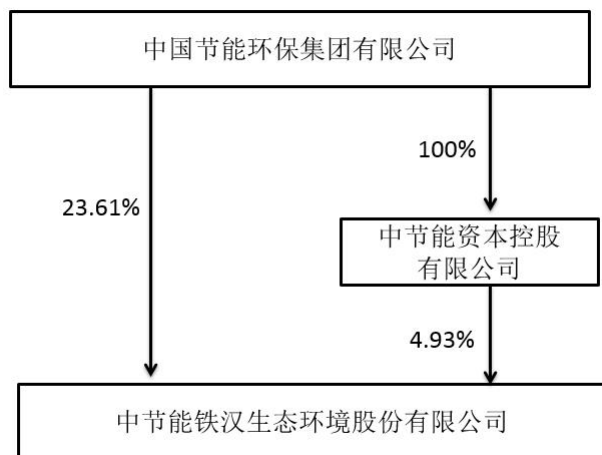 中国节能环保集团有限公司
100%
23.61%
中节能资本控股
有限公司
4.93%
中节能铁汉生态环境股份有限公司